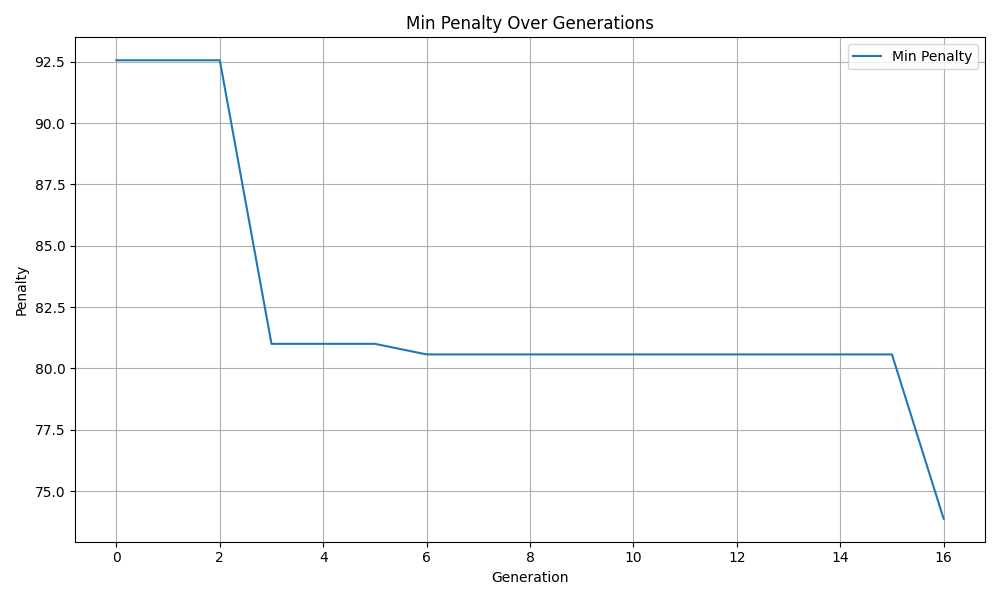 Min Penalty Over Generations
Min Penalty
92.5
90.0
87.5
85.0
82.5
80.0
77.5
75.0
Penalty
0 2 4 6 8 10 12 14 16
Generation